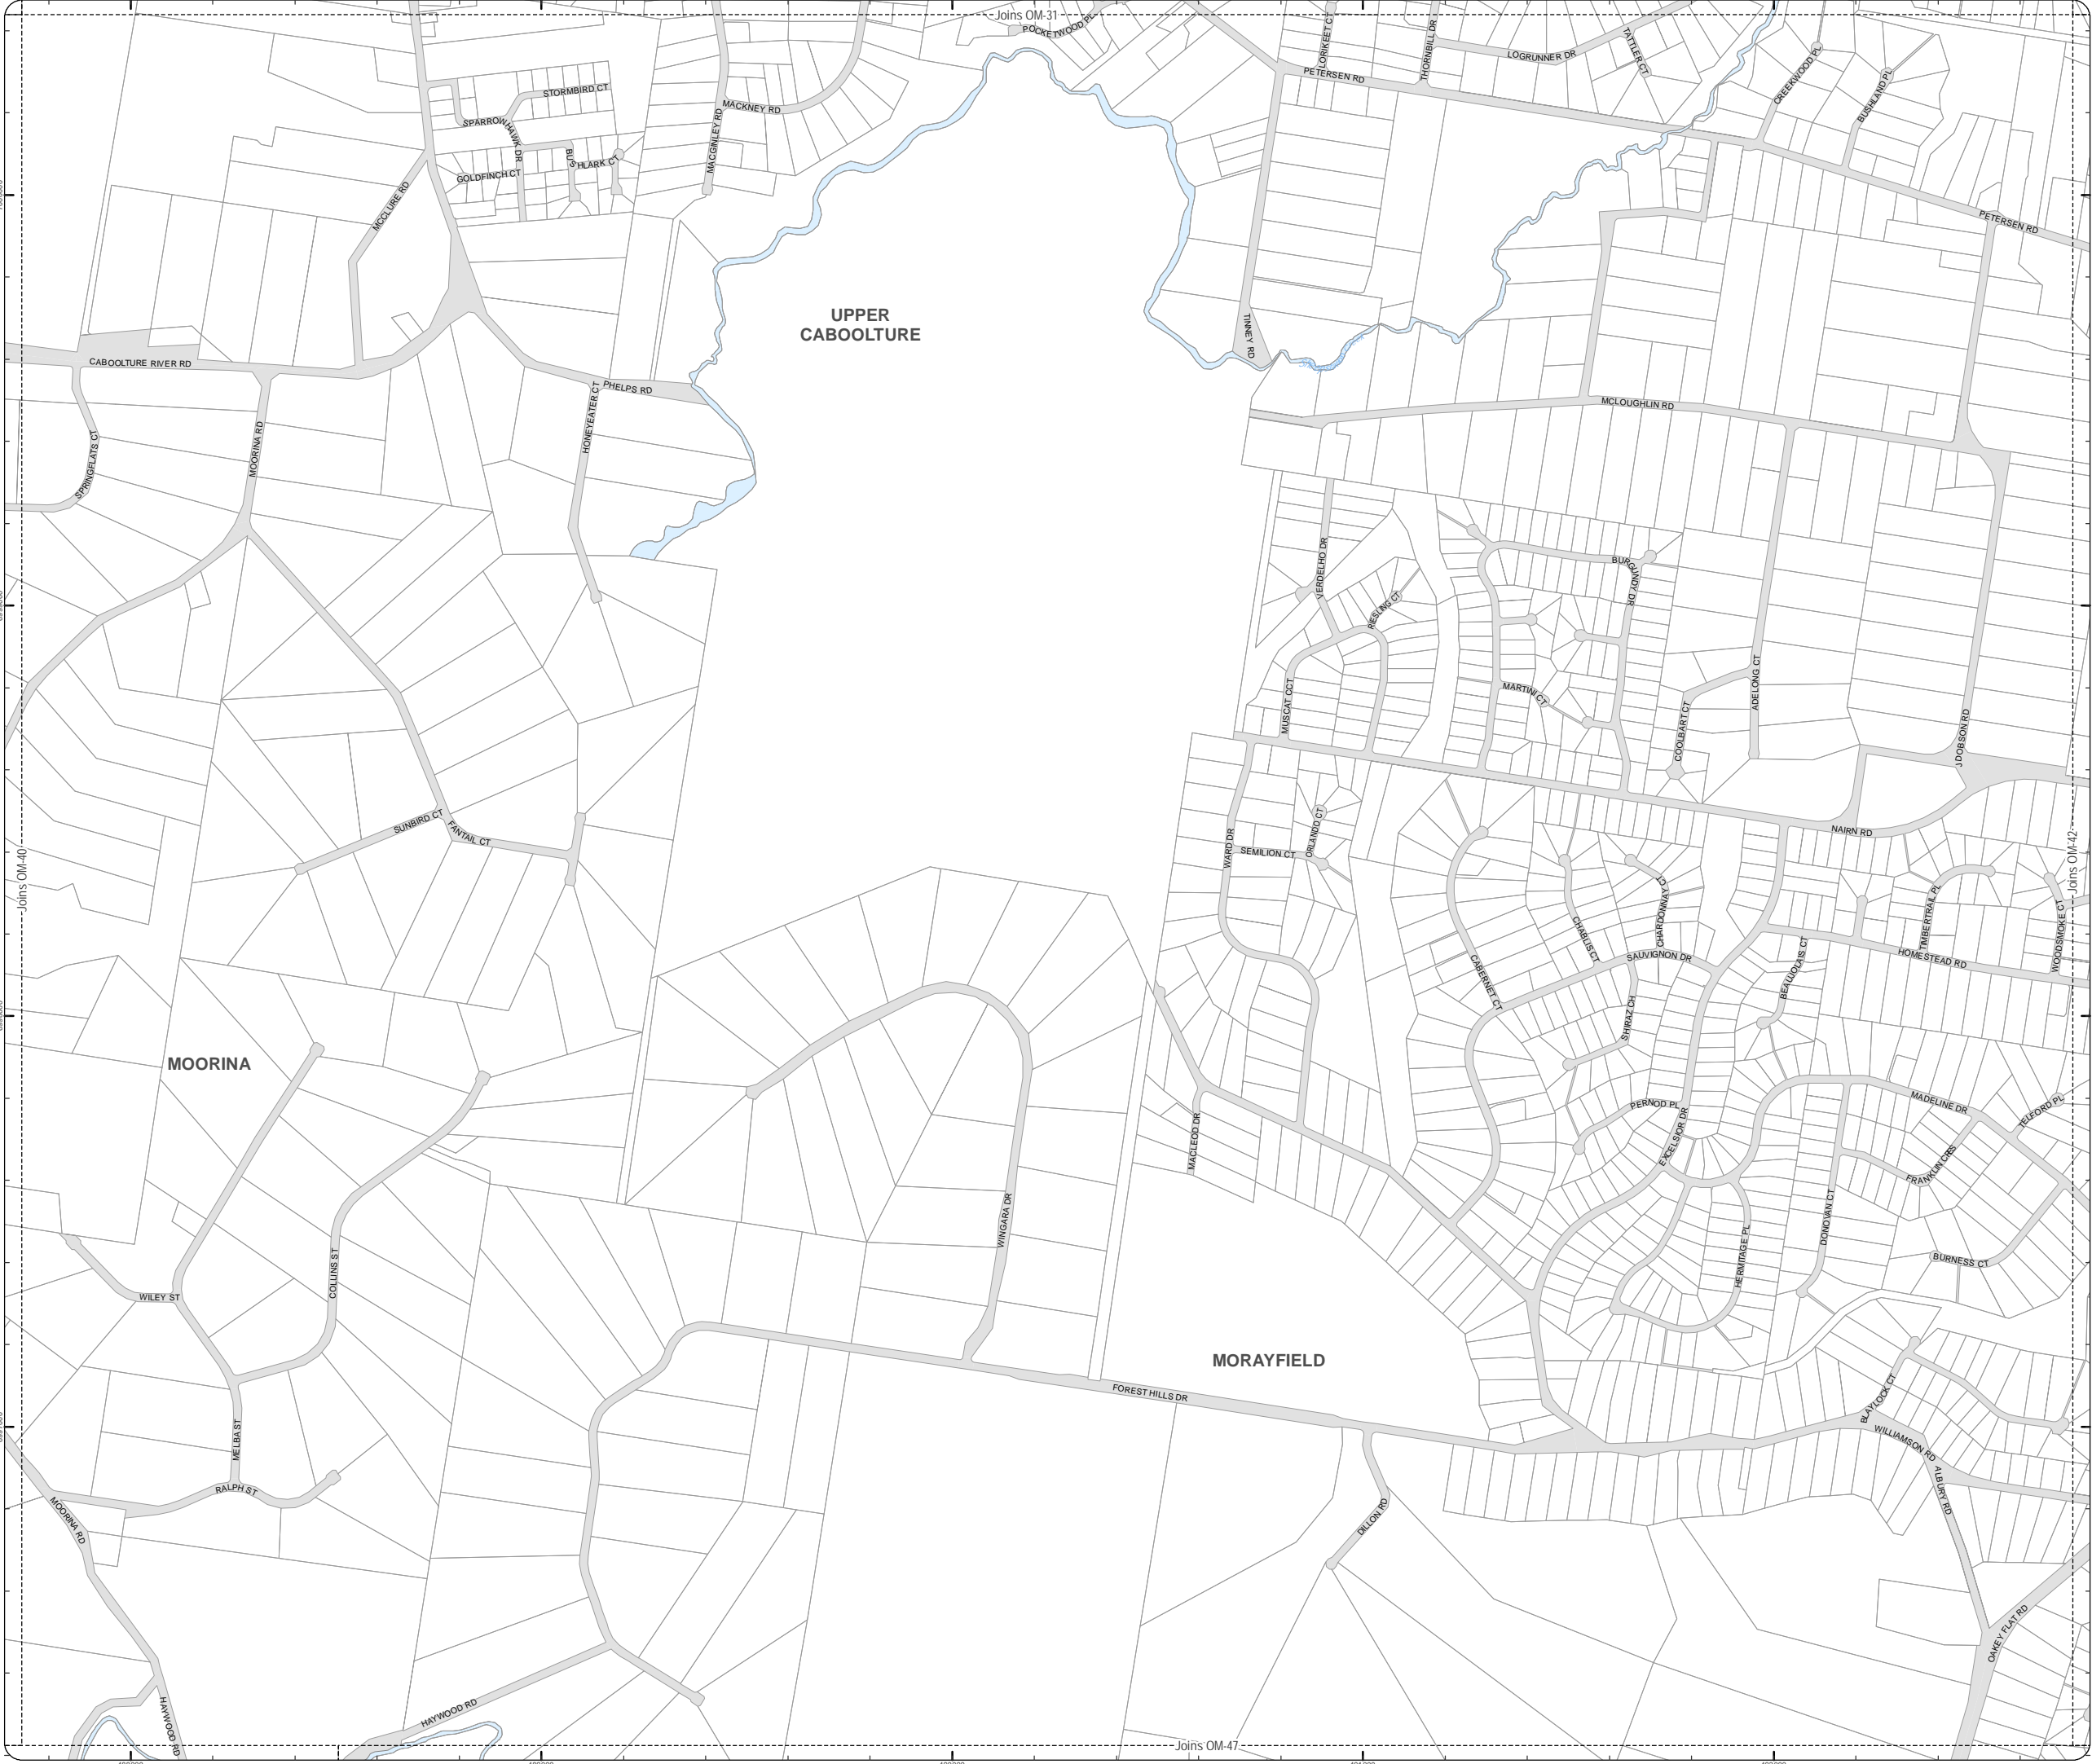 Joins OM-31
POCKETWOOD PL
LORIKEET CT
THORNBILL DR
LOGRUNNER DR
TATTLER CT
CREEKWOOD PL
BUSHLAND PL
PETERSEN RD
STORMBIRD CT
MACKNEY RD
SPARROWHAWK DR
MACGINLEY RD
BUSHLARK CT
GOLDFINCH CT
MCCLURE RD
PETERSEN RD
UPPER
CABOOLTURE
TINNEY RD
CABOOLTURE RIVER RD
PHELPS RD
HONEYEATER CT
MCLOUGHLIN RD
SPRINGFLATS CT
MOORINA RD
VERDELHO DR
RIESLING CT
BURGUNDY DR
MUSCAT CCT
MARTINI CT
ADELONG CT
COOLBART CT
J DOBSON RD
SUNBIRD CT
FANTAIL CT
ORLANDO CT
WARD DR
SEMILION CT
NAIRN RD
Joins OM-40
Joins OM-42
CHARDONNAY CT
CHABLIS CT
TIMBERTRAIL PL
WOODSMOKE CT
SAUVIGNON DR
BEAUJOLAIS CT
HOMESTEAD RD
CABERNET CT
SHIRAZ CH
MOORINA
PERNOD PL
MADELINE DR
TELFORD PL
MACLEOD DR
EXCELSIOR DR
FRANKLIN CRS
WINGARA DR
DONOVAN CT
HERMITAGE PL
BURNESS CT
COLLINS ST
WILEY ST
MORAYFIELD
FOREST HILLS DR
BLAYLOCK CT
WILLIAMSON RD
MELBA ST
RALPH ST
MOORINA RD
DILLON RD
ALBURY RD
OAKEY FLAT RD
HAYWOOD RD
HAYWOOD RD
Joins OM-47